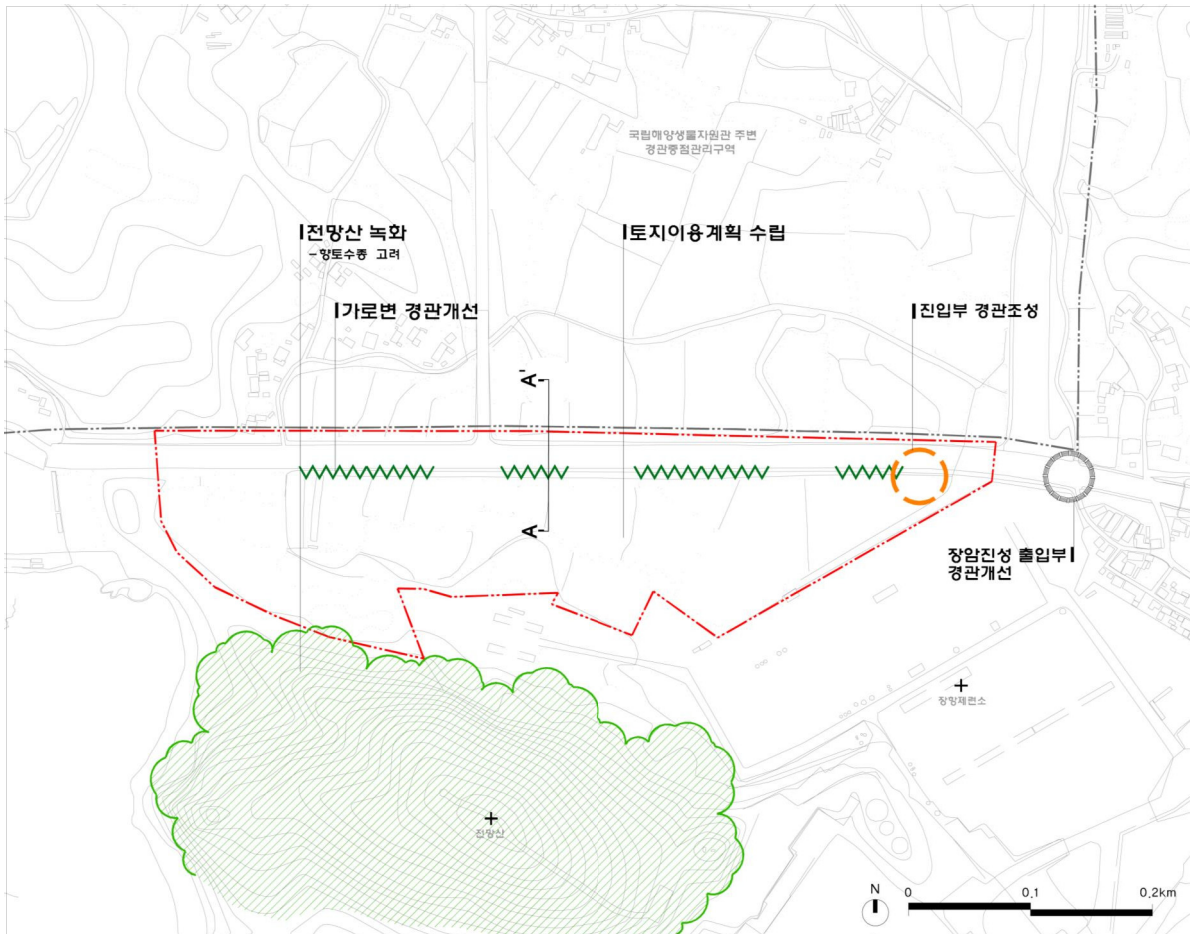 국립해양생물자원관 주변
경관중점관리구역
전망산 녹화
-향토수종 고려
토지이용계획 수립
가로변 경관개선
진입부 경관조성
A'
A
장암진성 출입부
경관개선
장항제련소
전망산
N
0
0.1
0.2km